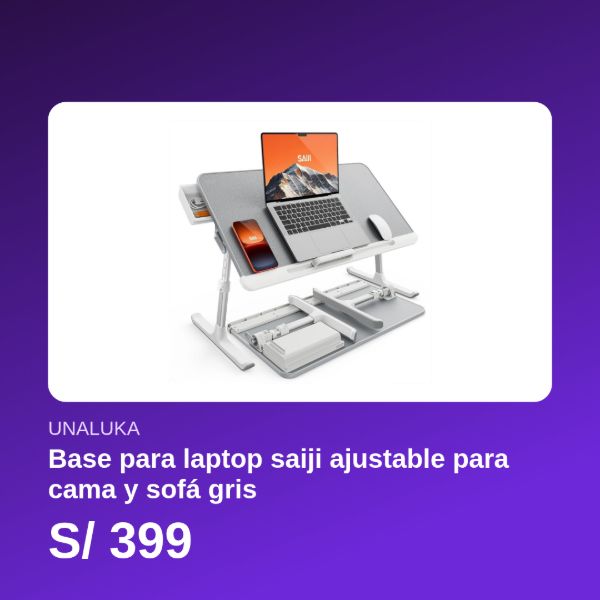 SAIJI
UNALUKA
Base para laptop saiji ajustable para
cama y sofá gris
S/ 399